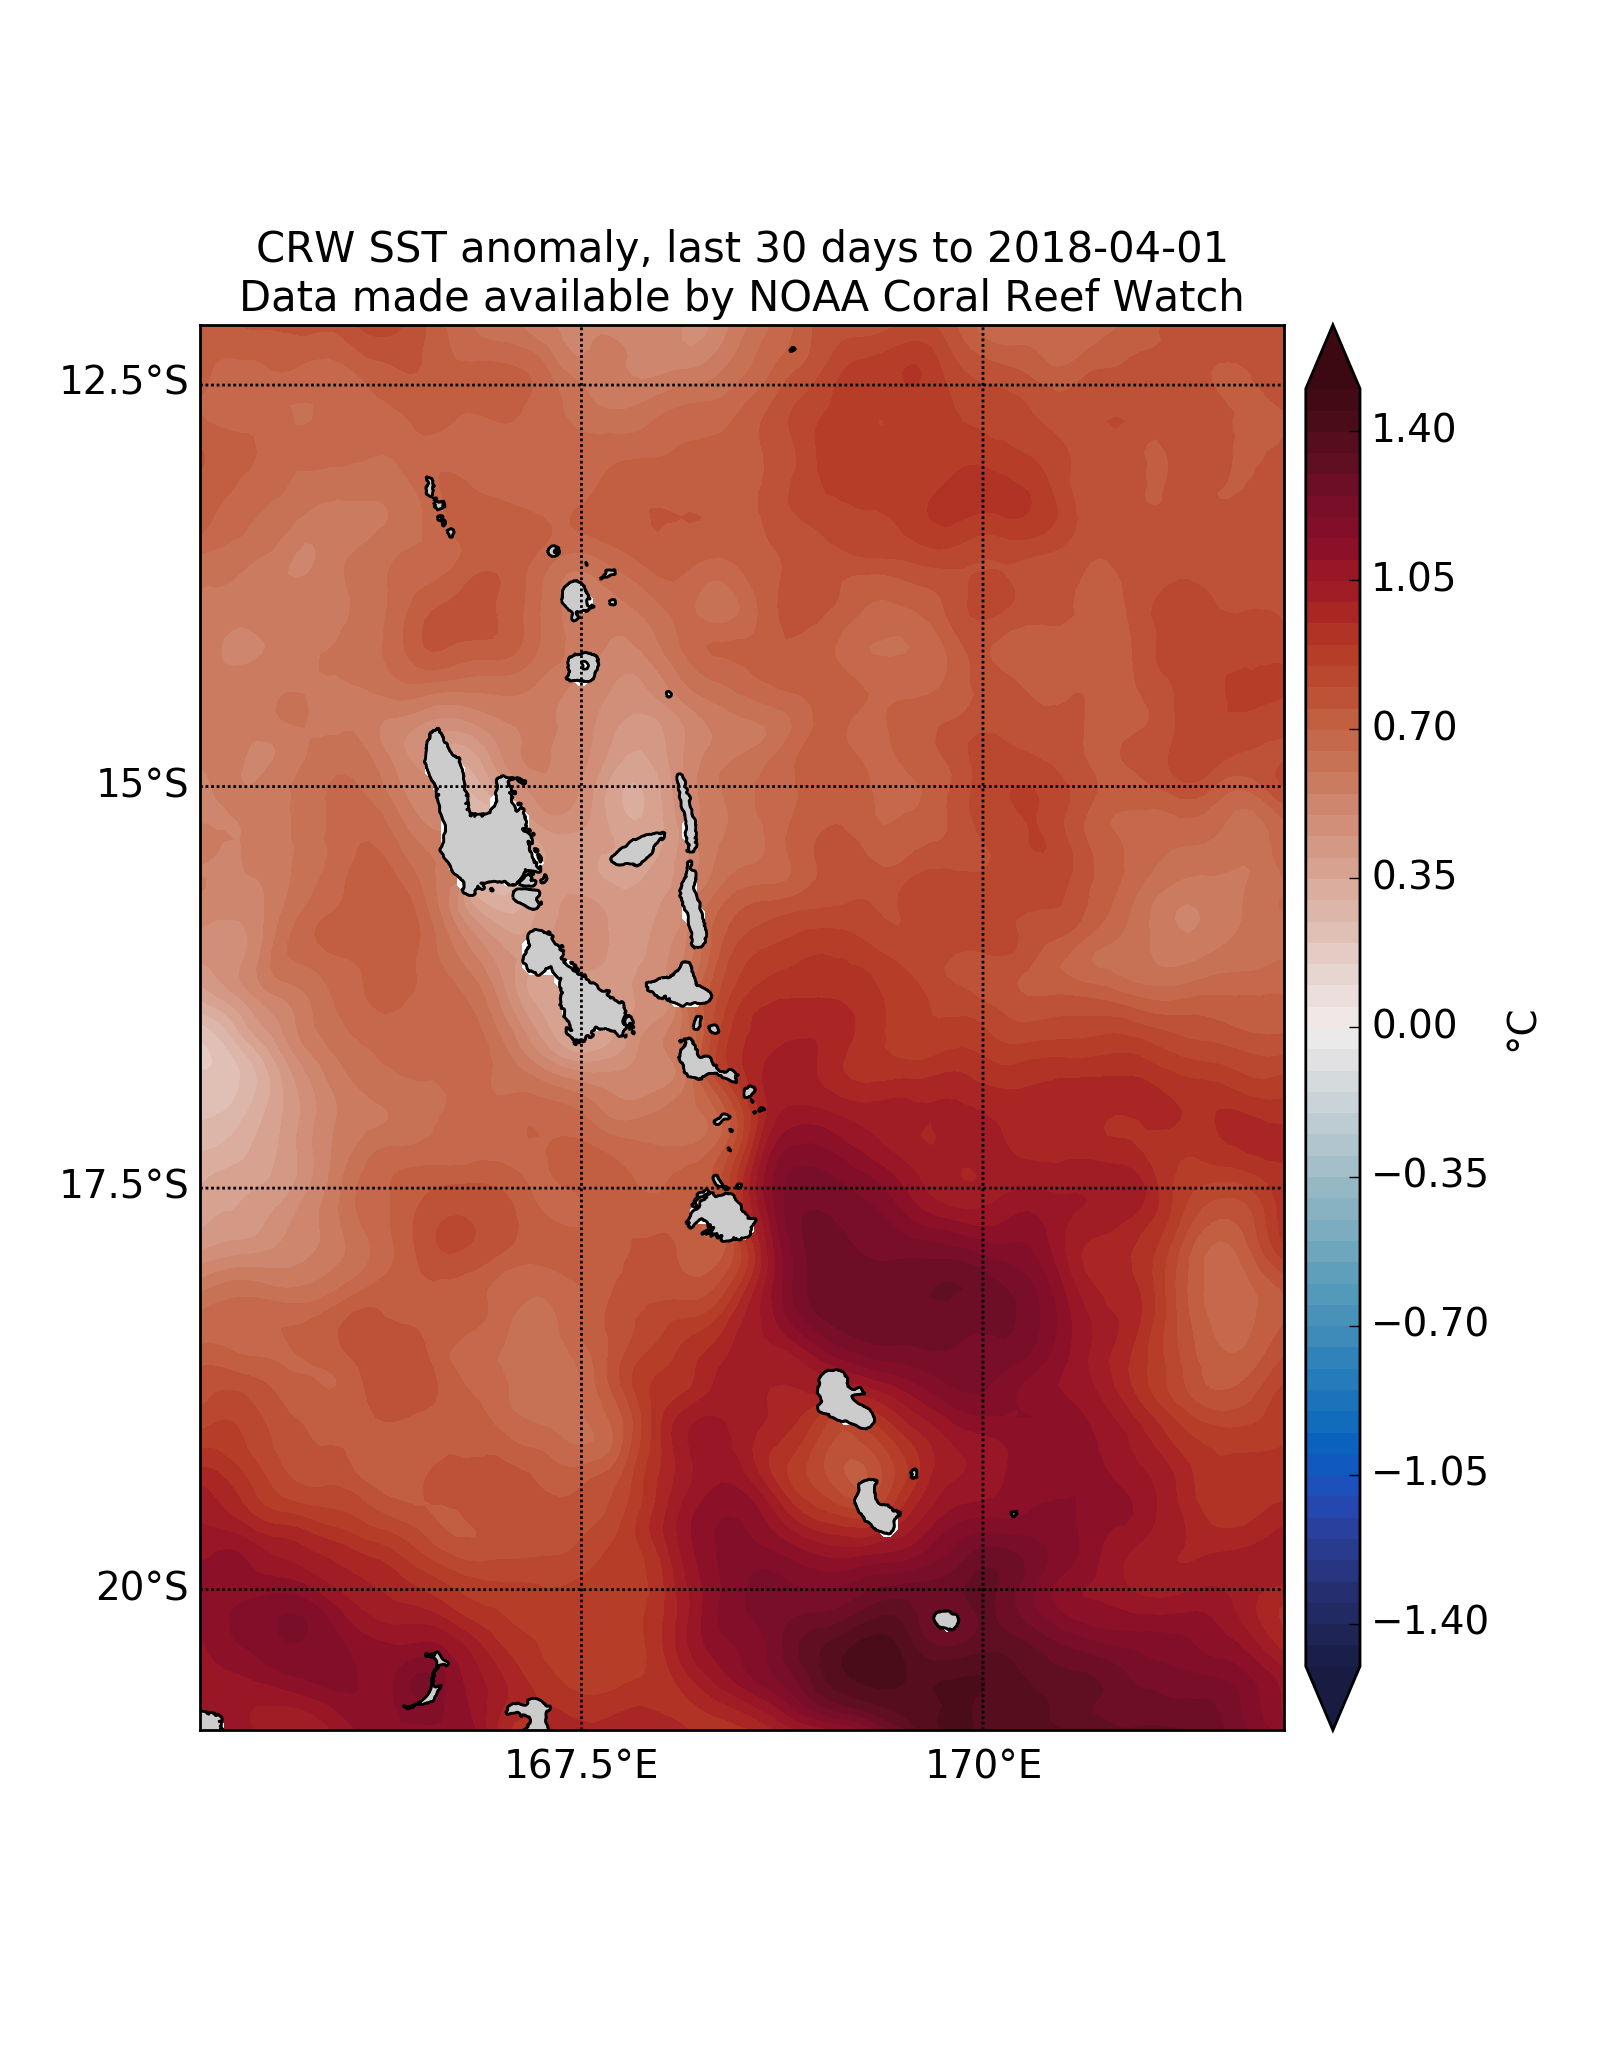 CRW SST anomaly, last 30 days to 2018-04-01
Data made available by NOAA Coral Reef Watch
12.5°S
15°S
17.5°S
20°S
167.5°E
170°E
1.40
1.05
0.70
0.35
0.00
−0.35
−0.70
−1.05
−1.40
°C